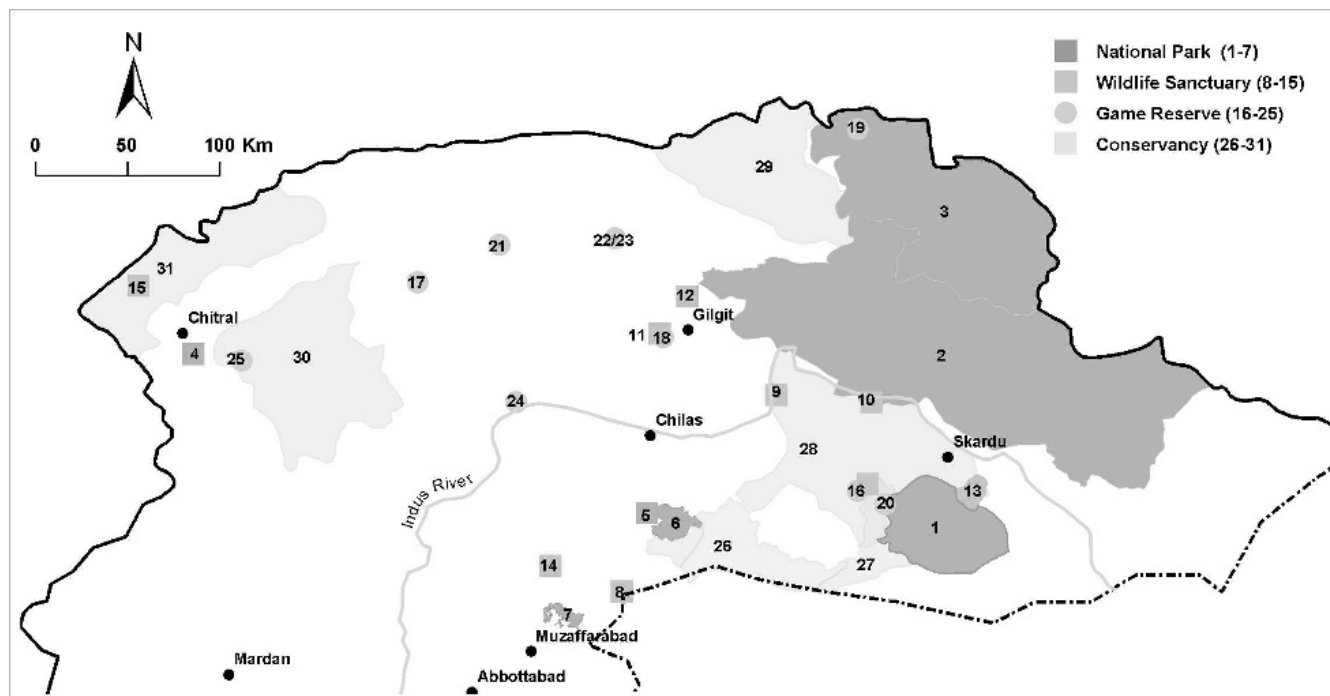 N
0 50 100 Km
National Park (1-7)
Wildlife Sanctuary (8-15)
Game Reserve (16-25)
Conservancy (26-31)
19
29
3
21
22/23
31
15
17
12
Gilgit
11 18
Chitral
4
25
30
2
9
10
24
Chilas
28
Skardu
Indus River
16
20
13
5
6
1
26
27
14
8
7
Muzaffarabad
Mardan
Abbottabad